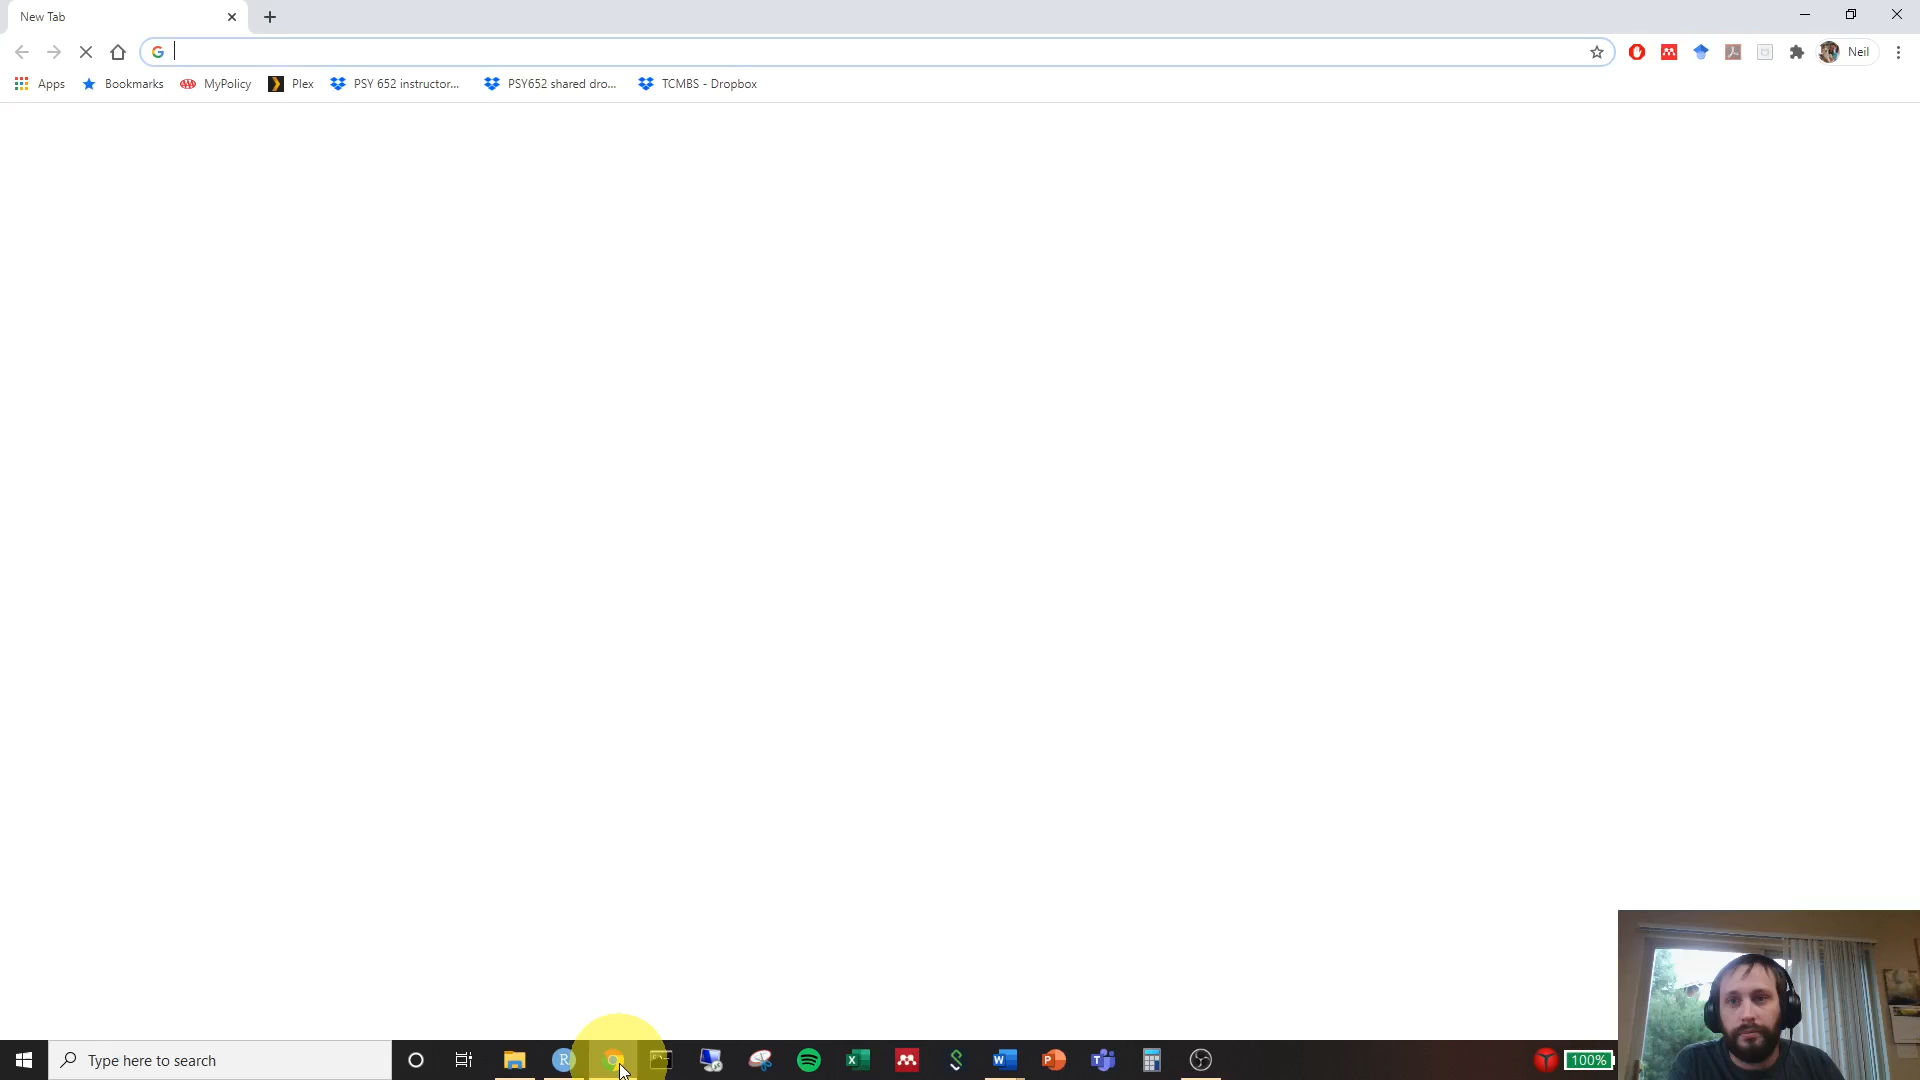 New Tab
Neil
Apps Bookmarks MyPolicy Plex PSY 652 instructor... PSY652 shared dro... TCMBS - Dropbox
Type here to search
100%